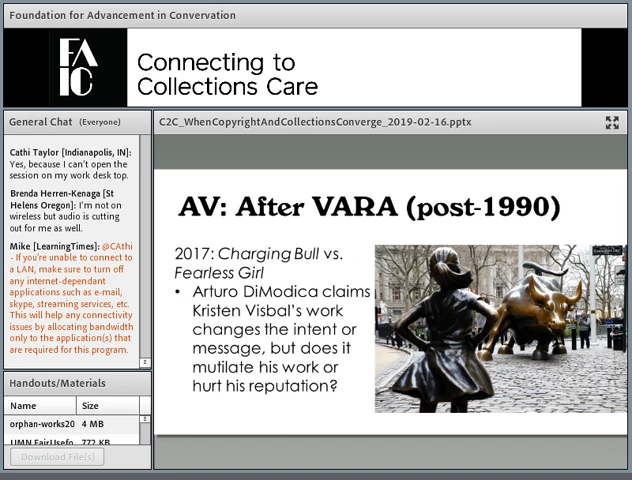 Foundation for Advancement in Convervation
FA
IC
Connecting to
Collections Care
General Chat (Everyone)
Cathi Taylor [Indianapolis, IN]:
Yes, because I can't open the
session on my work desk top.
Brenda Herren-Kenaga [St
Helens Oregon]: I'm not on
wireless but audio is cutting
out for me as well.
Mike [LearningTimes]: @CAthi
- If you're unable to connect to
a LAN, make sure to turn off
any internet-dependant
applications such as e-mail,
skype, streaming services, etc.
This will help any connectivity
issues by allocating bandwidth
only to the application(s) that
are required for this program.
Handouts/Materials
Name Size
orphan-works20 4 MB
UMN FairUsefo 772 KB
Download File(s)
C2C_WhenCopyrightAndCollectionsConverge_2019-02-16.pptx
AV: After VARA (post-1990)
2017: Charging Bull vs.
Fearless Girl
• Arturo DiModica claims
Kristen Visbal's work
changes the intent or
message, but does it
mutilate his work or
hurt his reputation?